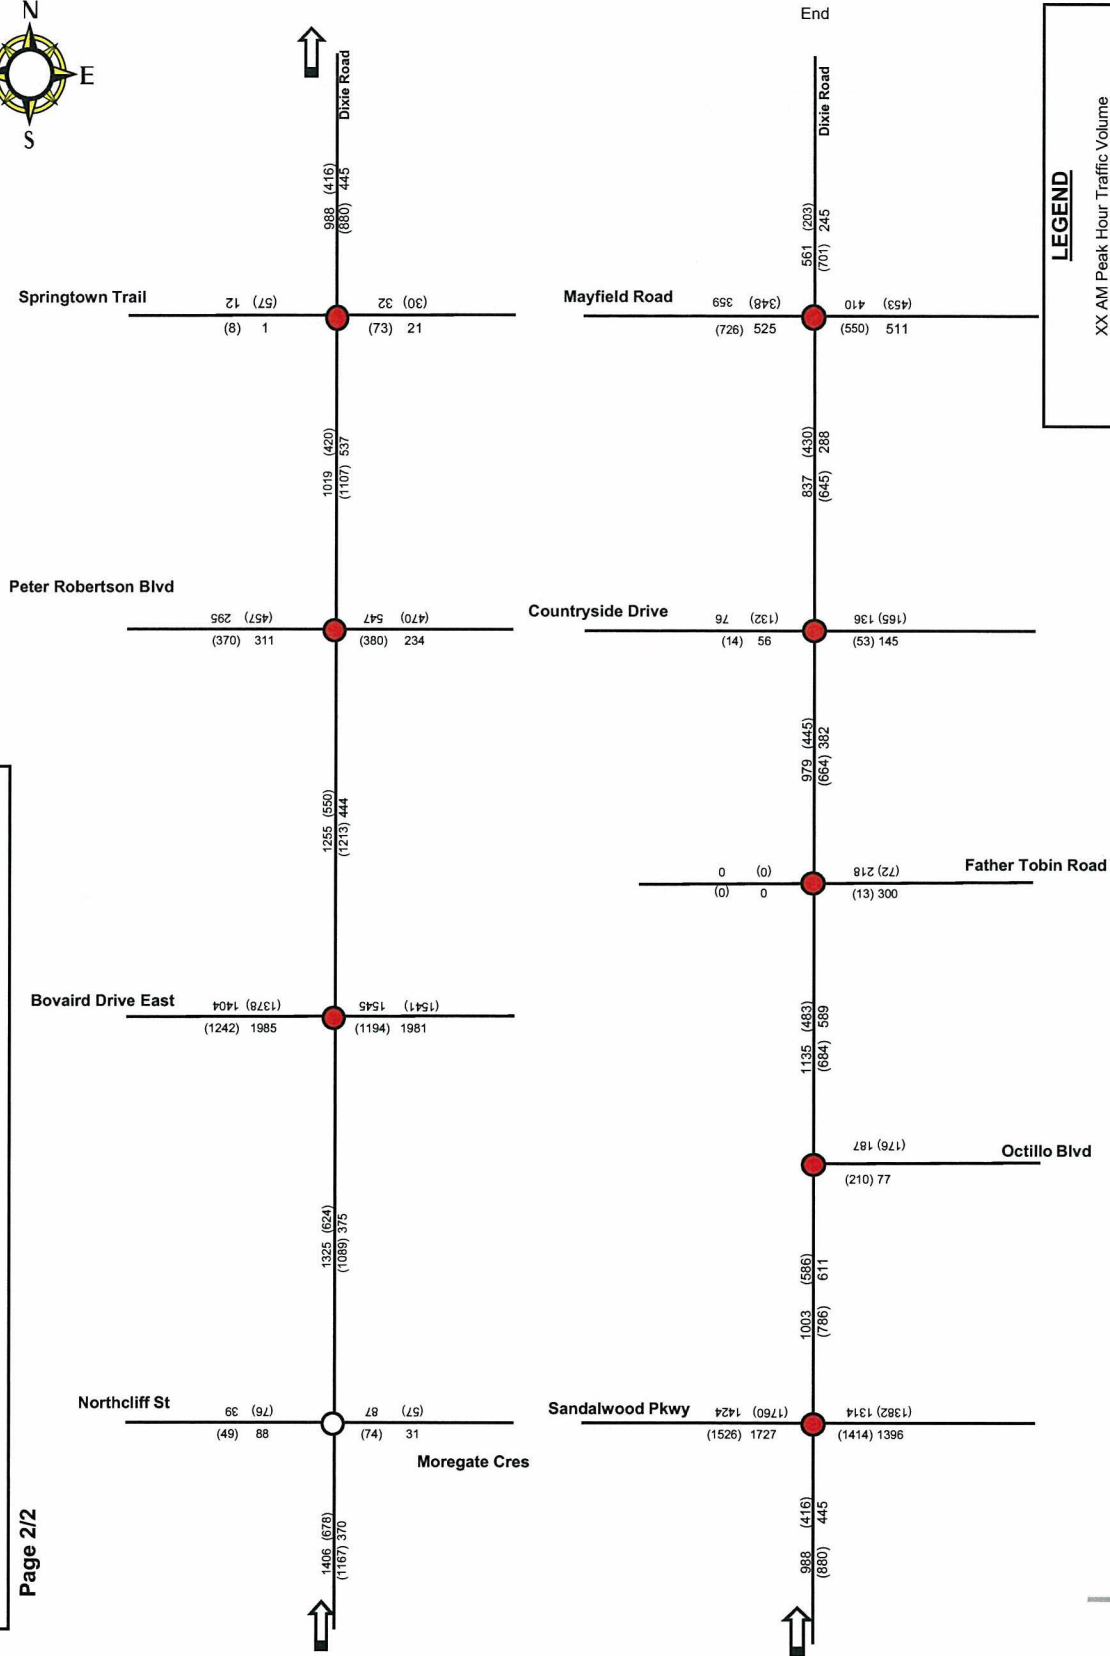 N
E
S
Dixie Road
988 (416)
(880) 445
Springtown Trail
12 (57)
(8) 1
32 (30)
(73) 21
1019 (420)
(1107) 537
Peter Robertson Blvd
295 (457)
(370) 311
547 (470)
(380) 234
1255 (550)
(1213) 444
Bovaird Drive East
1404 (1378)
(1242) 1985
1545 (1541)
(1194) 1981
1325 (624)
(1089) 375
Northcliff St
39 (76)
(49) 88
87 (57)
(74) 31
Moregate Cres
1406 (678)
(1167) 370
Page 2/2
End
Dixie Road
561 (203)
(701) 245
Mayfield Road
359 (348)
(726) 525
410 (453)
(550) 511
837 (430)
(645) 288
Countryside Drive
76 (132)
(14) 56
136 (165)
(53) 145
979 (445)
(664) 382
Father Tobin Road
0 (0)
(0) 0
218 (72)
(13) 300
1135 (483)
(684) 589
Octillo Blvd
187 (176)
(210) 77
1003 (586)
(786) 611
Sandalwood Pkwy
1424 (1760)
(1526) 1727
1314 (1382)
(1414) 1396
988 (416)
(880) 445
LEGEND
XX AM Peak Hour Traffic Volume